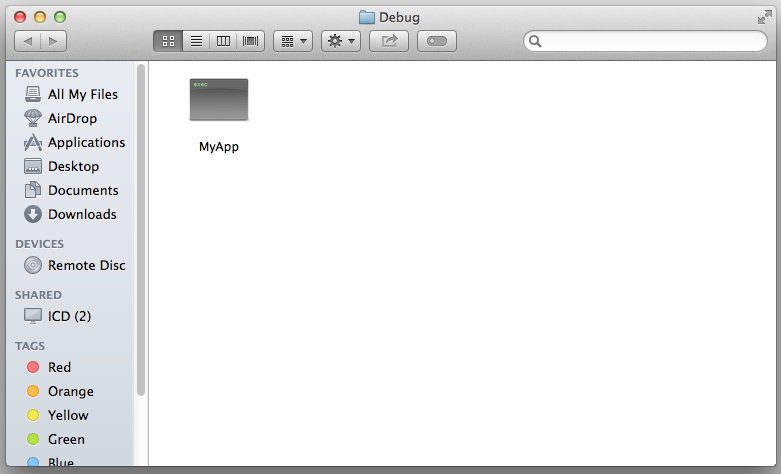 Debug
FAVORITES
All My Files
AirDrop
Applications
Desktop
Documents
Downloads
DEVICES
Remote Disc
SHARED
ICD (2)
TAGS
Red
Orange
Yellow
Green
Blue
exec
MyApp